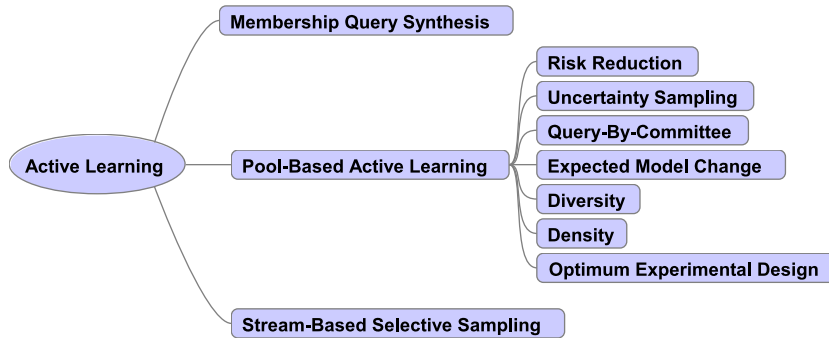 Membership Query Synthesis
Risk Reduction
Uncertainty Sampling
Query-By-Committee
Active Learning
Pool-Based Active Learning
Expected Model Change
Diversity
Density
Optimum Experimental Design
Stream-Based Selective Sampling